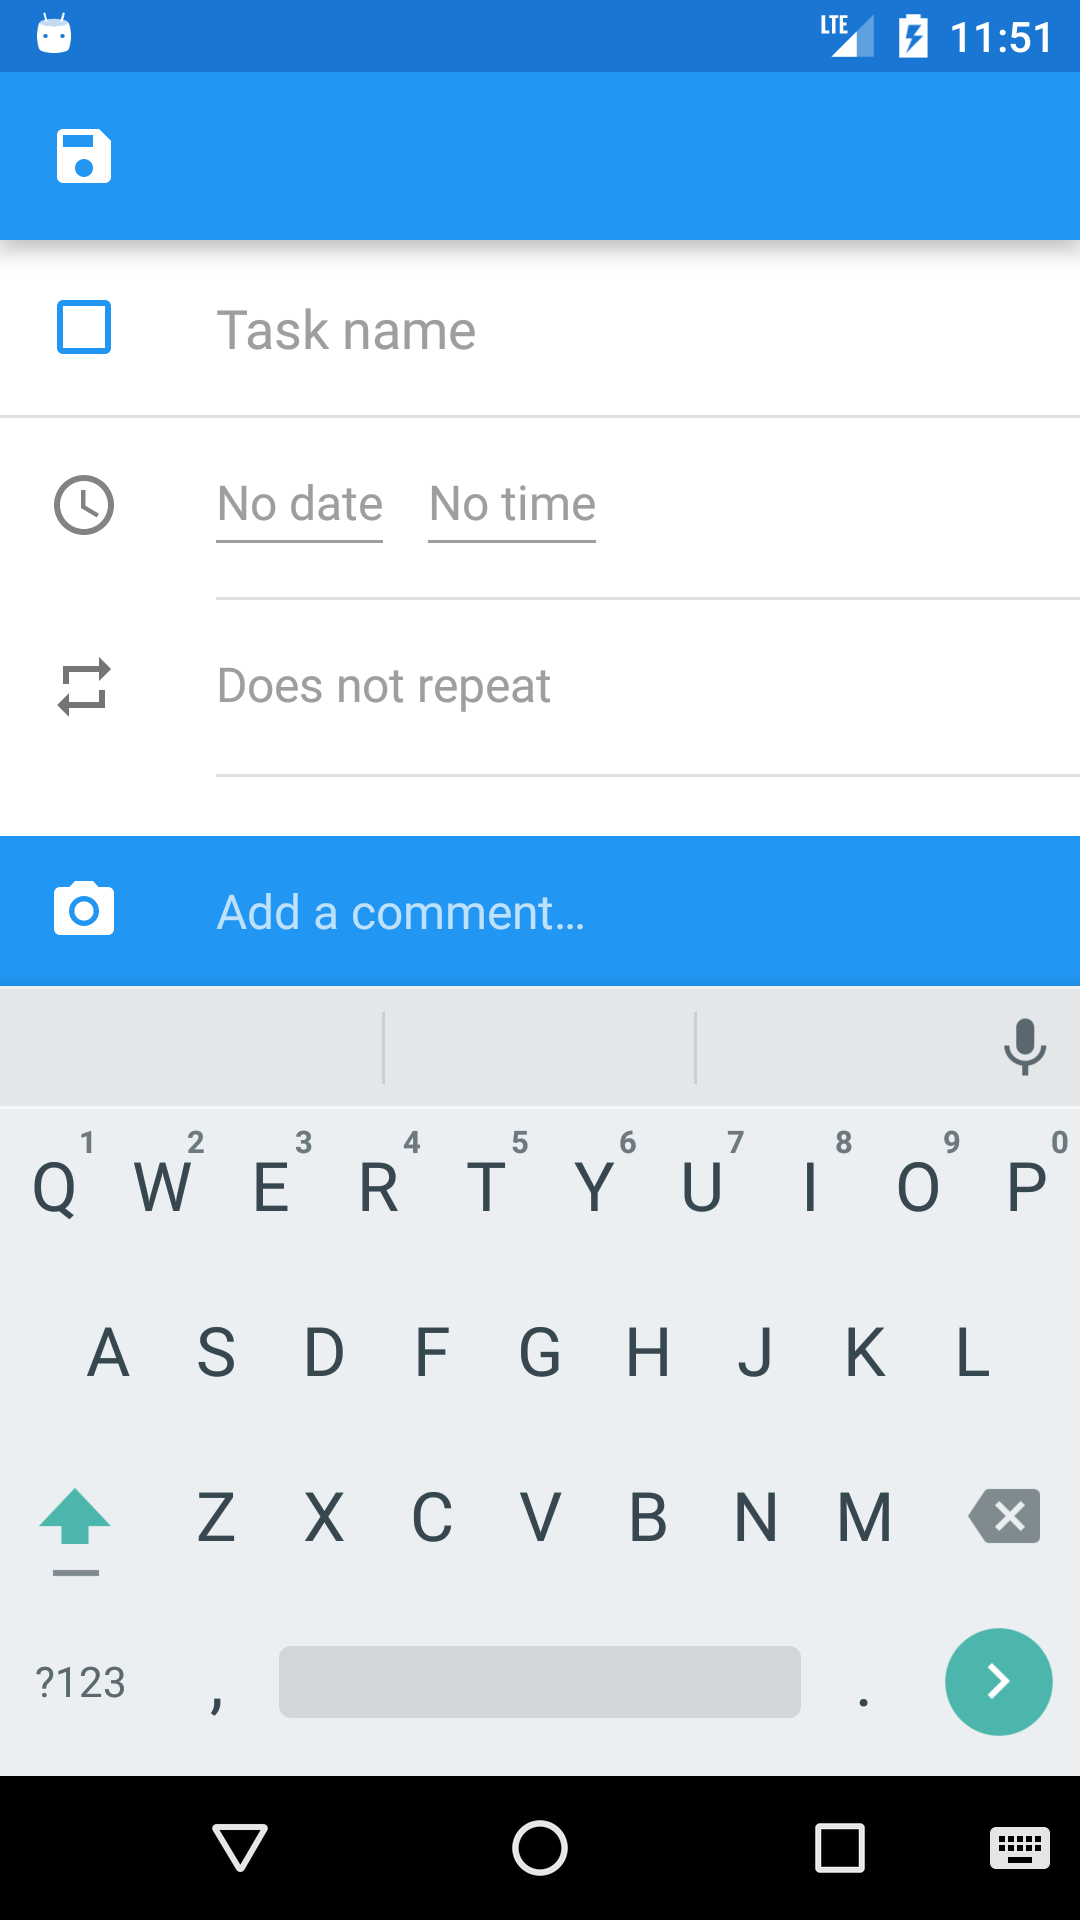 LTE 11:51
Task name
No date No time
Does not repeat
Add a comment...
1 2 3 4 5 6 7 8 9 0
Q W E R T Y U I O P
A S D F G H J K L
Z X C V B N M
?123 , .